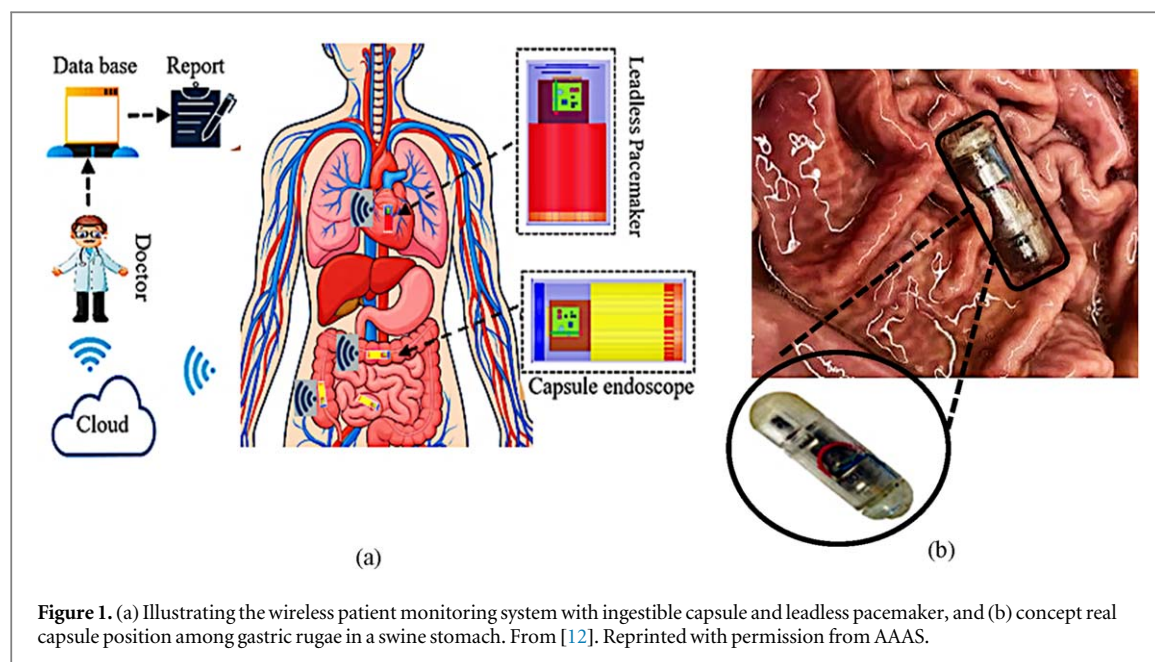 Data base
Report
Leadless Pacemaker
Doctor
Capsule endoscope
Cloud
(a)
(b)
Figure 1. (a) Illustrating the wireless patient monitoring system with ingestible capsule and leadless pacemaker, and (b) concept real
capsule position among gastric rugae in a swine stomach. From [12]. Reprinted with permission from AAAS.